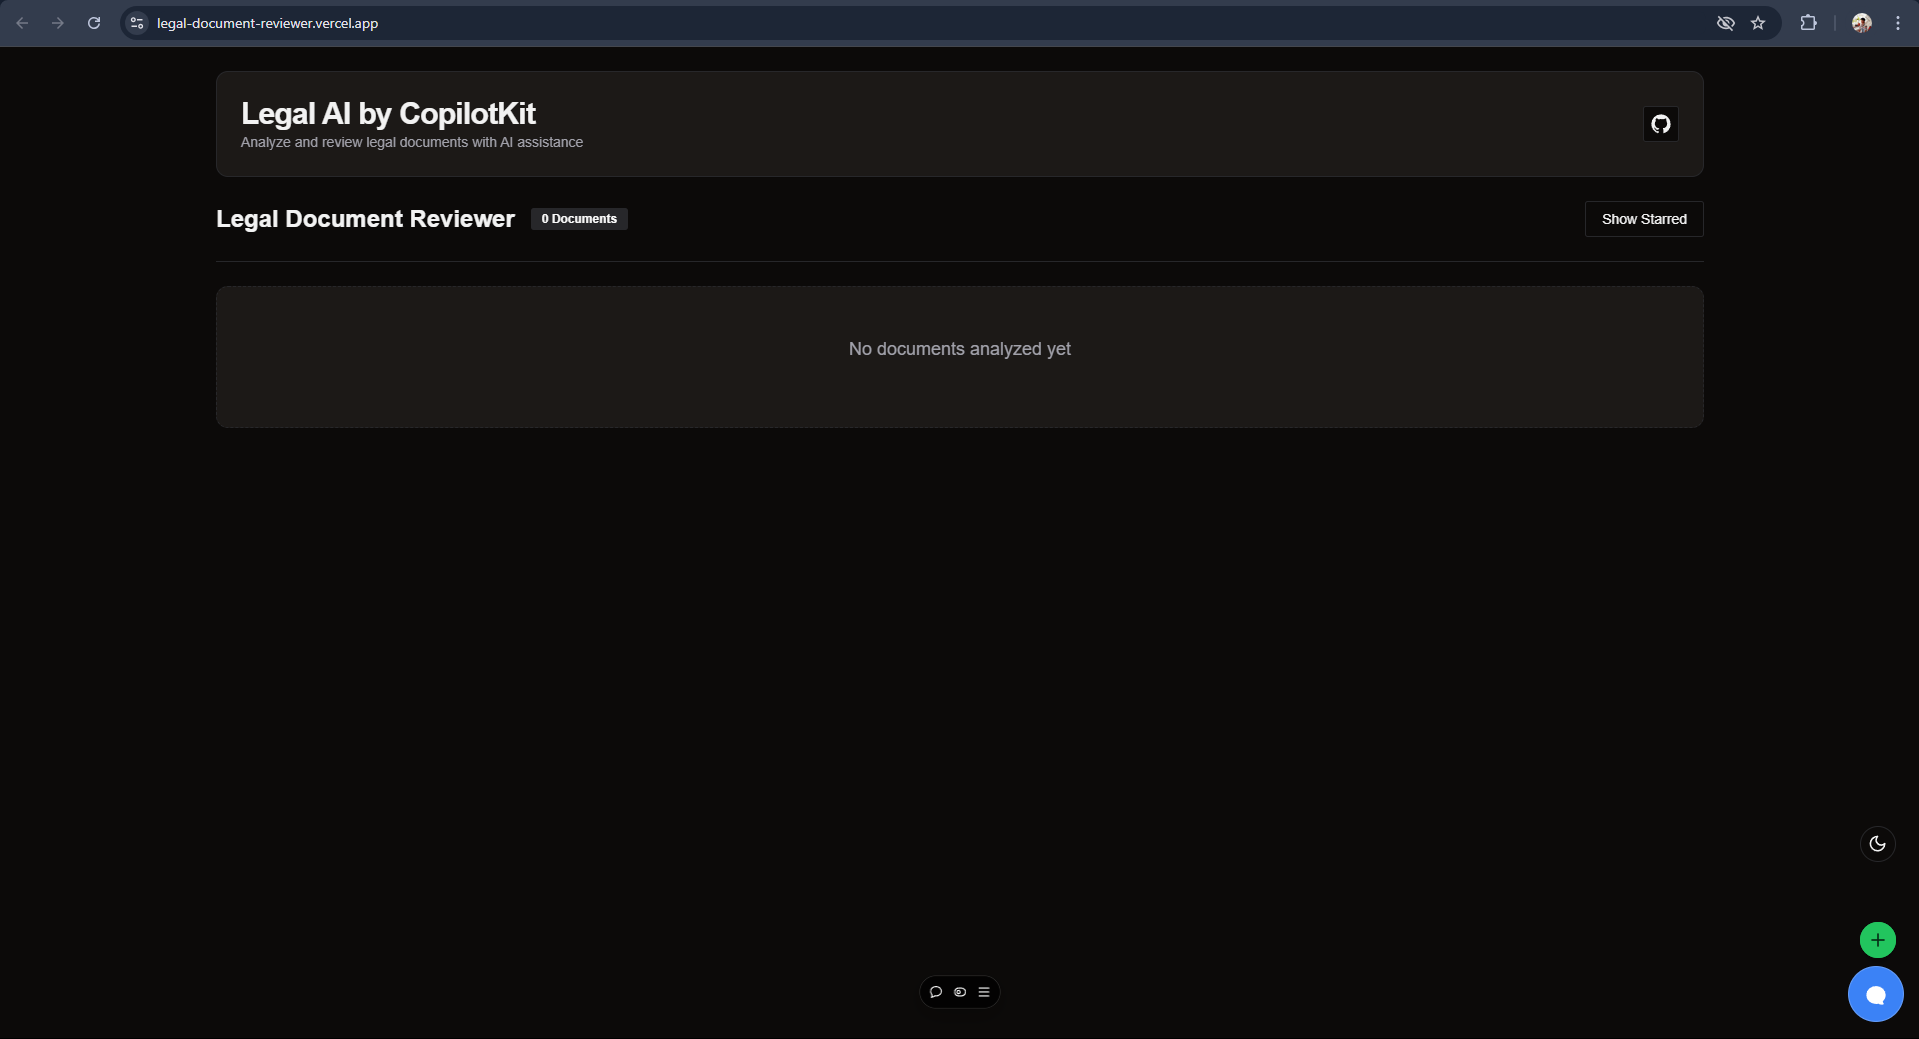 legal-document-reviewer.vercel.app
Legal AI by CopilotKit
Analyze and review legal documents with AI assistance
Legal Document Reviewer
0 Documents
Show Starred
No documents analyzed yet